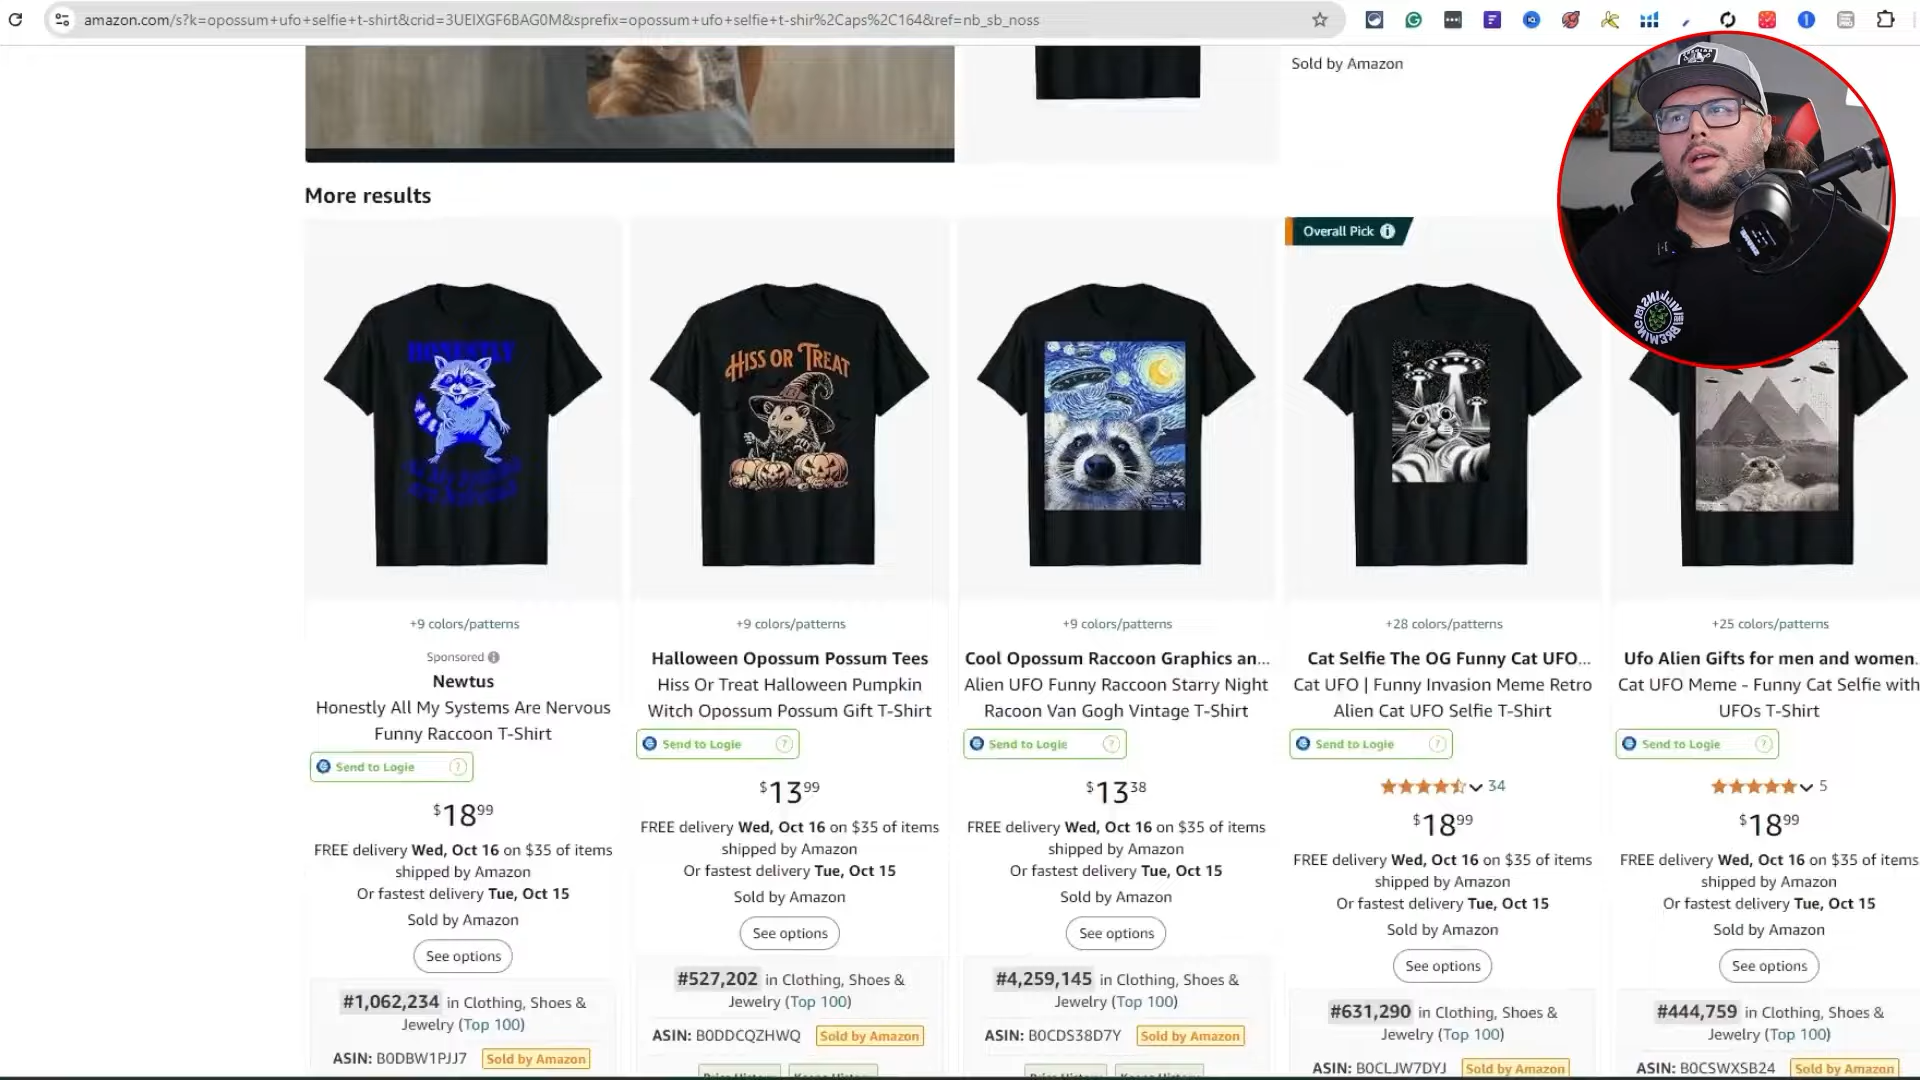 amazon.com/s?k=opossum+ufo+selfie+t-shirt&crid=3UEIXGF6BAG0M&sprefix=opossum+ufo+selfie+t-shir%2Caps%2C164&ref=nb_sb_noss
Sold by Amazon
More results
Overall Pick
HONESTLY
HISS OR TREAT
+9 colors/patterns
Sponsored
Newtus
Honestly All My Systems Are Nervous
Funny Raccoon T-Shirt
Send to Logie ?
$18.99
FREE delivery Wed, Oct 16 on $35 of items
shipped by Amazon
Or fastest delivery Tue, Oct 15
Sold by Amazon
See options
#1,062,234 in Clothing, Shoes &
Jewelry (Top 100)
ASIN: B0DBW1PJJ7 Sold by Amazon
+9 colors/patterns
Halloween Opossum Possum Tees
Hiss Or Treat Halloween Pumpkin
Witch Opossum Possum Gift T-Shirt
Send to Logie ?
$13.99
FREE delivery Wed, Oct 16 on $35 of items
shipped by Amazon
Or fastest delivery Tue, Oct 15
Sold by Amazon
See options
#527,202 in Clothing, Shoes &
Jewelry (Top 100)
ASIN: B0DDCQZHWQ Sold by Amazon
Price History Keepa History
+9 colors/patterns
Cool Opossum Raccoon Graphics an...
Alien UFO Funny Raccoon Starry Night
Racoon Van Gogh Vintage T-Shirt
Send to Logie ?
$13.38
FREE delivery Wed, Oct 16 on $35 of items
shipped by Amazon
Or fastest delivery Tue, Oct 15
Sold by Amazon
See options
#4,259,145 in Clothing, Shoes &
Jewelry (Top 100)
ASIN: B0CDS38D7Y Sold by Amazon
Price History Keepa History
+28 colors/patterns
Cat Selfie The OG Funny Cat UFO...
Cat UFO | Funny Invasion Meme Retro
Alien Cat UFO Selfie T-Shirt
Send to Logie ?
34
$18.99
FREE delivery Wed, Oct 16 on $35 of items
shipped by Amazon
Or fastest delivery Tue, Oct 15
Sold by Amazon
See options
#631,290 in Clothing, Shoes &
Jewelry (Top 100)
ASIN: B0CLJW7DYJ Sold by Amazon
+25 colors/patterns
Ufo Alien Gifts for men and women.
Cat UFO Meme - Funny Cat Selfie with
UFOs T-Shirt
Send to Logie ?
5
$18.99
FREE delivery Wed, Oct 16 on $35 of items
shipped by Amazon
Or fastest delivery Tue, Oct 15
Sold by Amazon
See options
#444,759 in Clothing, Shoes &
Jewelry (Top 100)
ASIN: B0CSWXSB24 Sold by Amazon